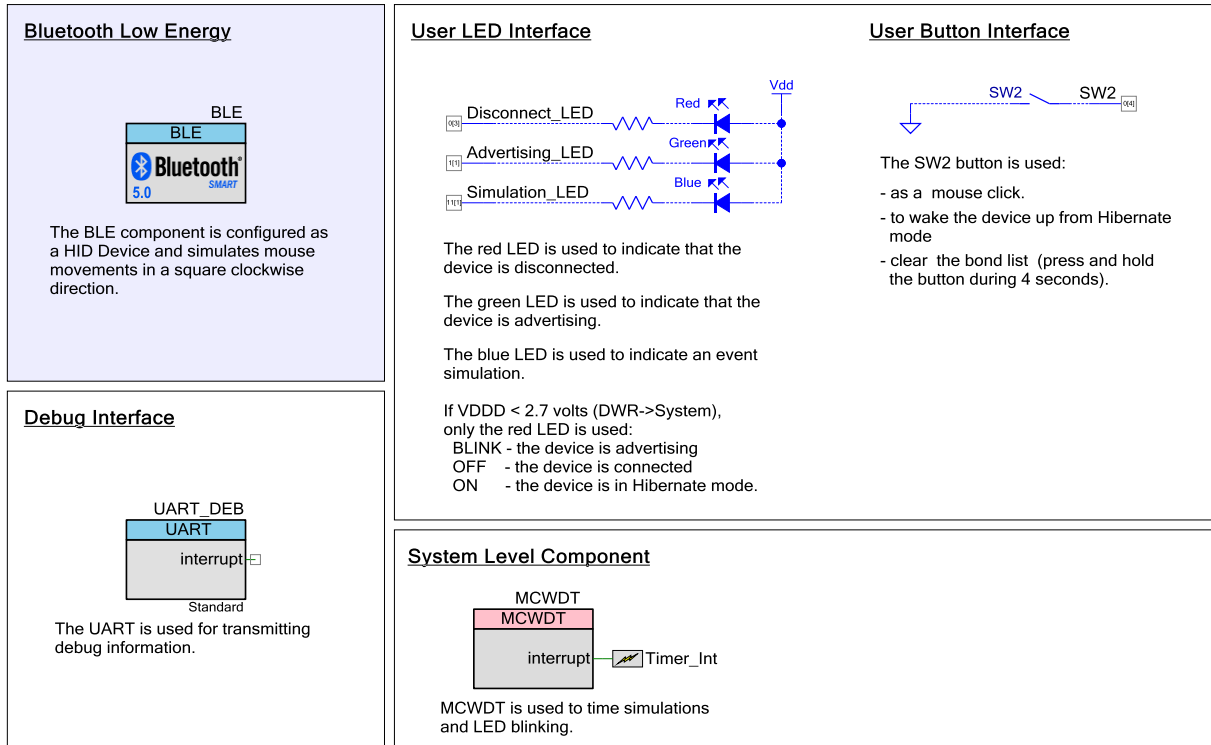 Bluetooth Low Energy
BLE
BLE
Bluetooth®
SMART
5.0
The BLE component is configured as
a HID Device and simulates mouse
movements in a square clockwise
direction.
Debug Interface
UART_DEB
UART
interrupt
Standard
The UART is used for transmitting
debug information.
User LED Interface
Vdd
Red
0[3] Disconnect_LED
Green
1[1] Advertising_LED
Blue
11[1] Simulation_LED
The red LED is used to indicate that the
device is disconnected.
The green LED is used to indicate that the
device is advertising.
The blue LED is used to indicate an event
simulation.
If VDDD < 2.7 volts (DWR->System),
only the red LED is used:
BLINK - the device is advertising
OFF - the device is connected
ON - the device is in Hibernate mode.
User Button Interface
SW2 SW2 0[4]
The SW2 button is used:
- as a mouse click.
- to wake the device up from Hibernate
mode
- clear the bond list (press and hold
the button during 4 seconds).
System Level Component
MCWDT
MCWDT
interrupt Timer_Int
MCWDT is used to time simulations
and LED blinking.